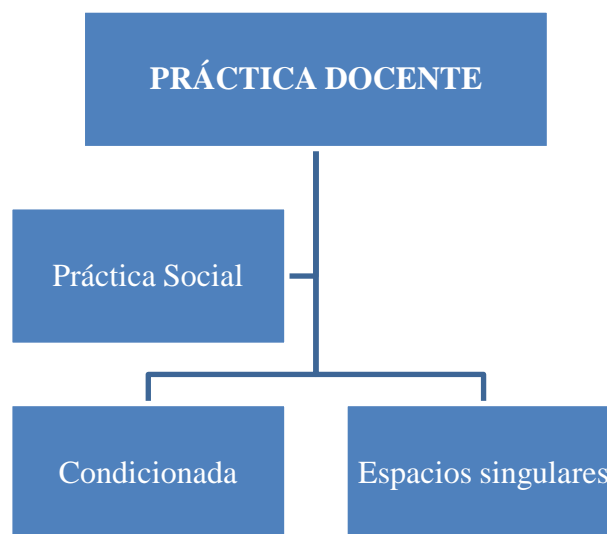 PRÁCTICA DOCENTE
Práctica Social
Condicionada
Espacios singulares